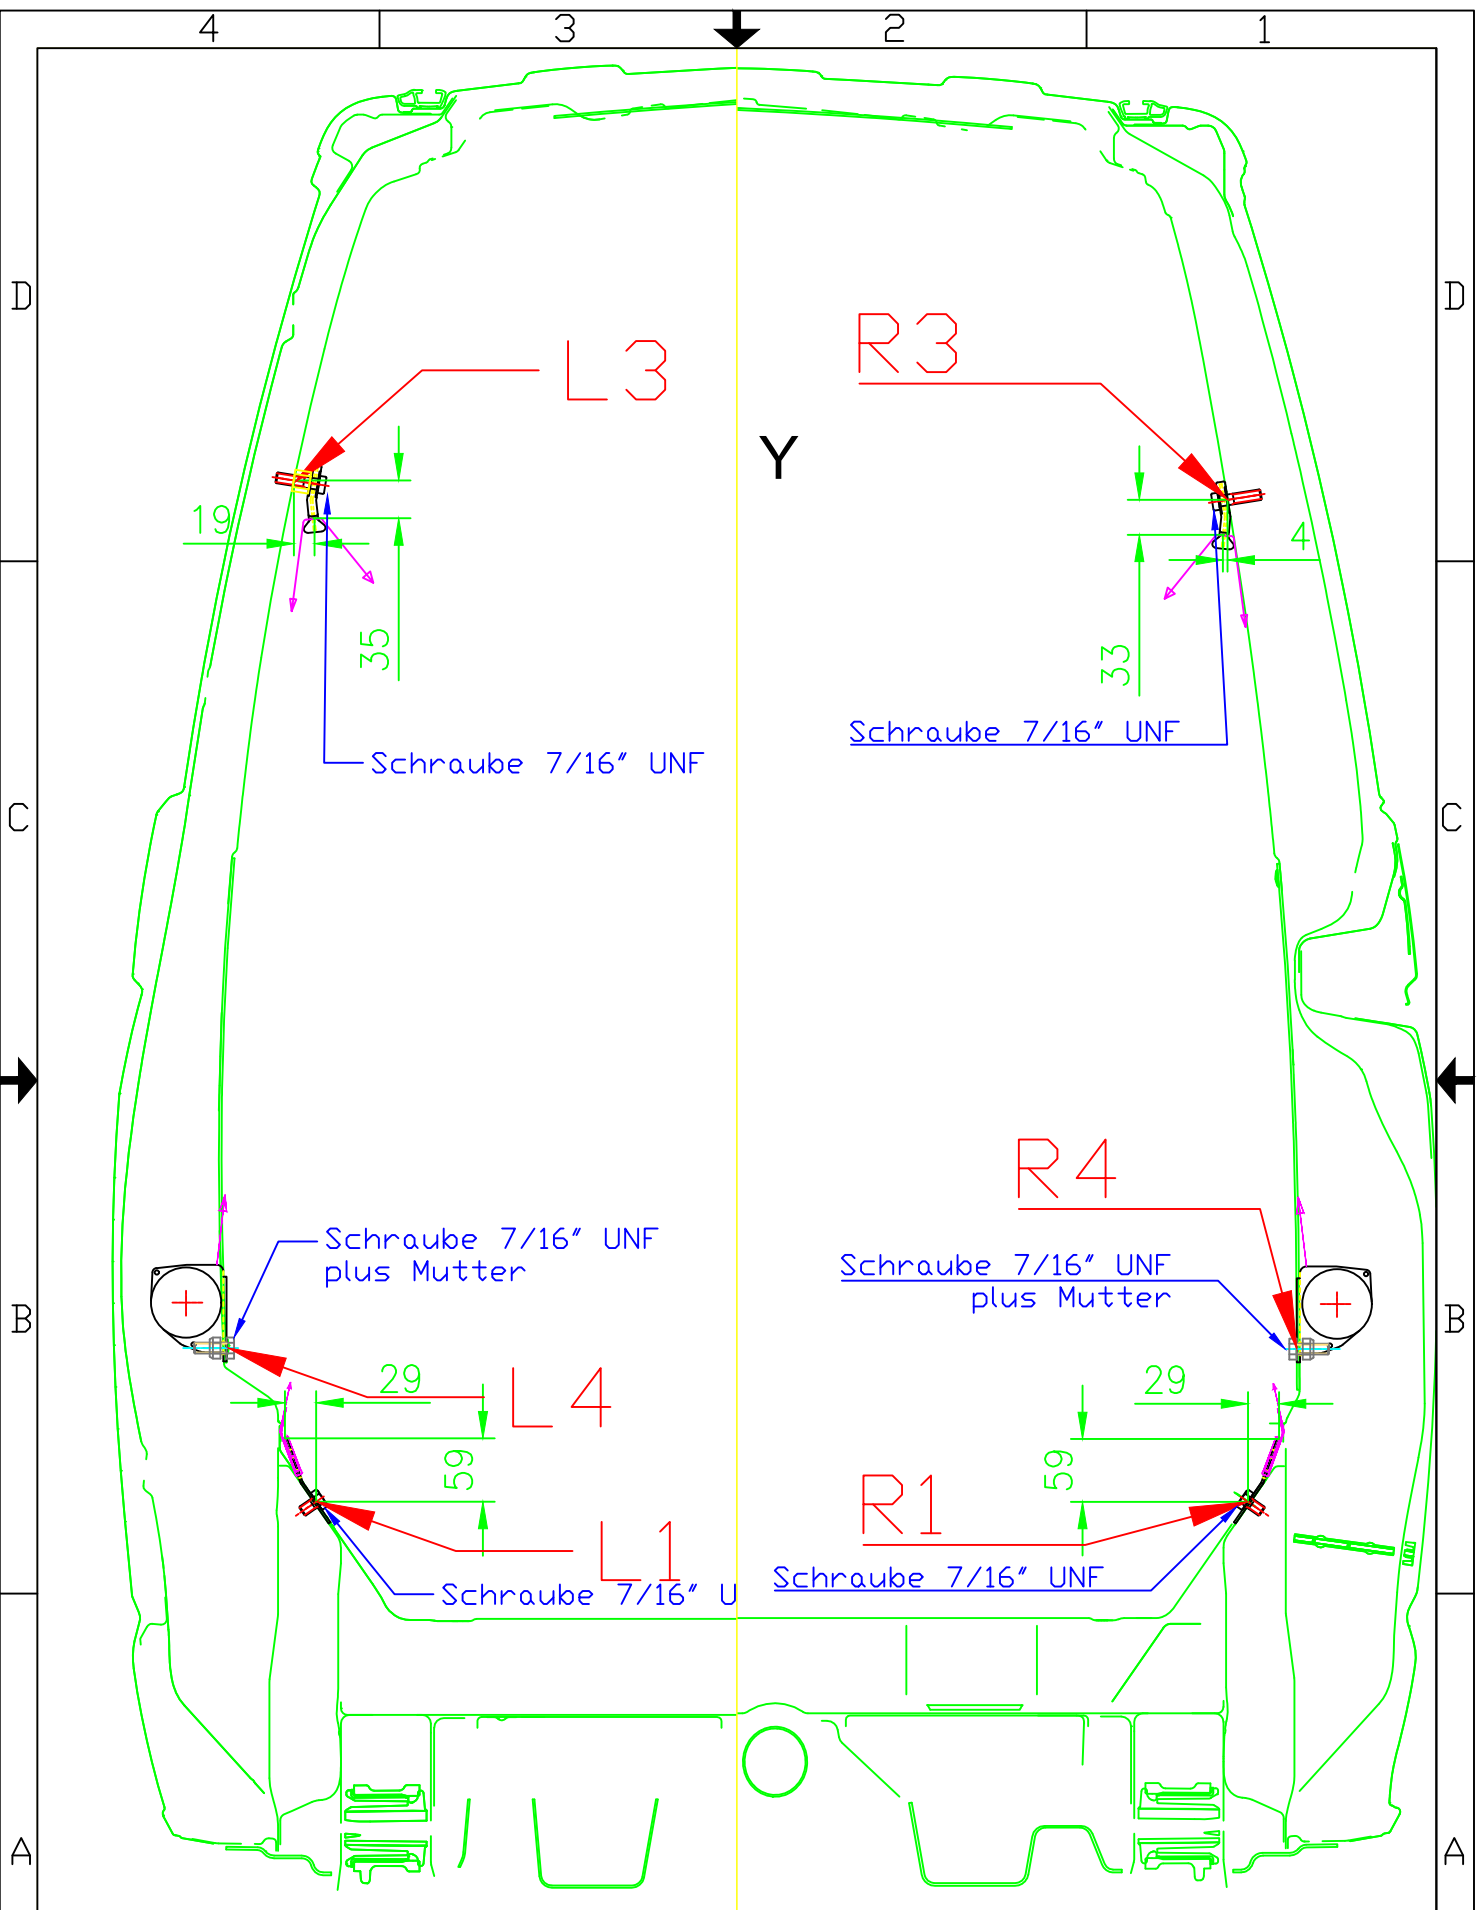 4 3 2 1
D D
L3 R3
Y
19 4
35 33
Schraube 7/16" UNF
Schraube 7/16" UNF
C C
R4
Schraube 7/16" UNF
plus Mutter
Schraube 7/16" UNF
plus Mutter
B B
29 29
L4
59 59
R1
L1
Schraube 7/16" U
Schraube 7/16" UNF
A A